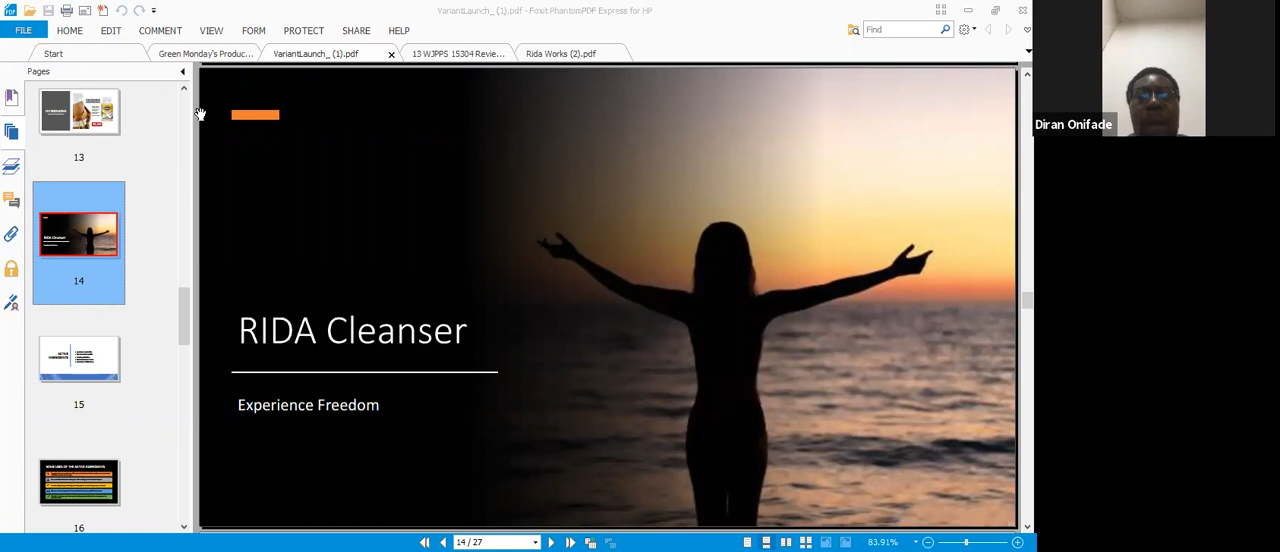 VariantLaunch_ (1).pdf - Foxit PhantomPDF Express for HP
FILE HOME EDIT COMMENT VIEW FORM PROTECT SHARE HELP
Find
Start
Green Monday's Produc...
VariantLaunch_ (1).pdf
13 WJPPS 15304 Revie...
Rida Works (2).pdf
Pages
13
14
15
16
RIDA Cleanser
Experience Freedom
Diran Onifade
14 / 27
83.91%